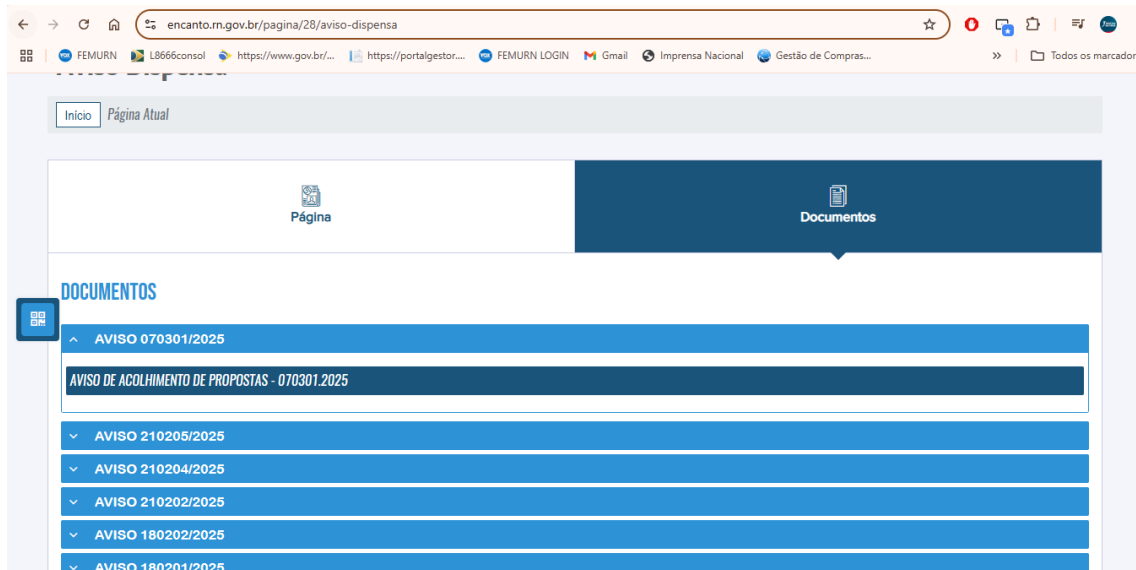 encanto.rn.gov.br/pagina/28/aviso-dispensa
FEMURN L8666consol https://www.gov.br/... https://portalgestor.... FEMURN LOGIN Gmail Imprensa Nacional Gestão de Compras... » Todos os marcador
Aviso Dispensa
Início Página Atual
Página
Documentos
DOCUMENTOS
AVISO 070301/2025
AVISO DE ACOLHIMENTO DE PROPOSTAS - 070301.2025
AVISO 210205/2025
AVISO 210204/2025
AVISO 210202/2025
AVISO 180202/2025
AVISO 180201/2025